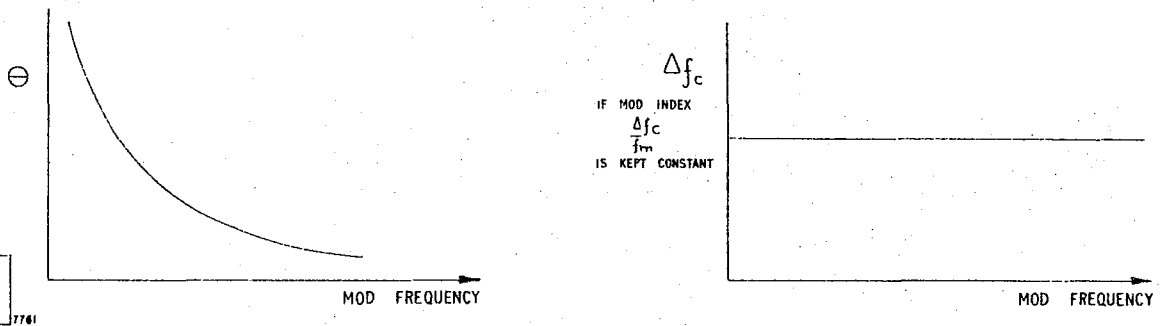 Θ
MOD FREQUENCY
7761
Δfc
IF MOD INDEX
Δfc
fm
IS KEPT CONSTANT
MOD FREQUENCY